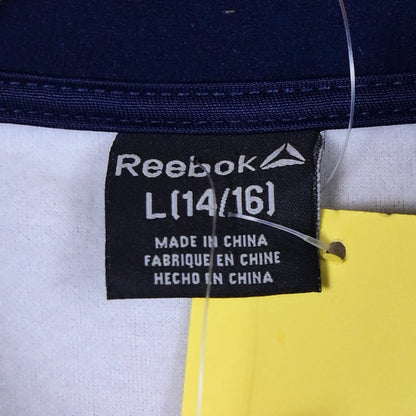 Reebok
L(14/16)
MADE IN CHINA
FABRIQUE EN CHINE
HECHO EN CHINA